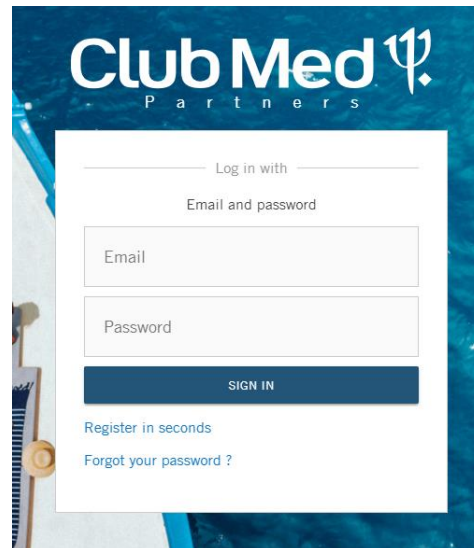 Club Med
Partners
Log in with
Email and password
Email
Password
SIGN IN
Register in seconds
Forgot your password ?